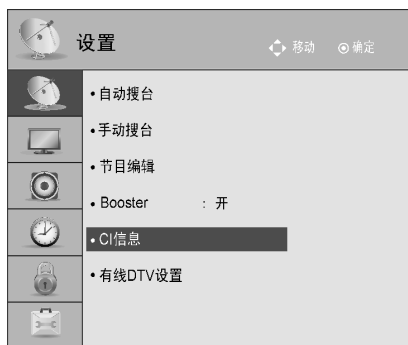 设置
移动 ◎确定
• 自动搜台
• 手动搜台
• 节目编辑
• Booster : 开
• CI信息
• 有线DTV设置